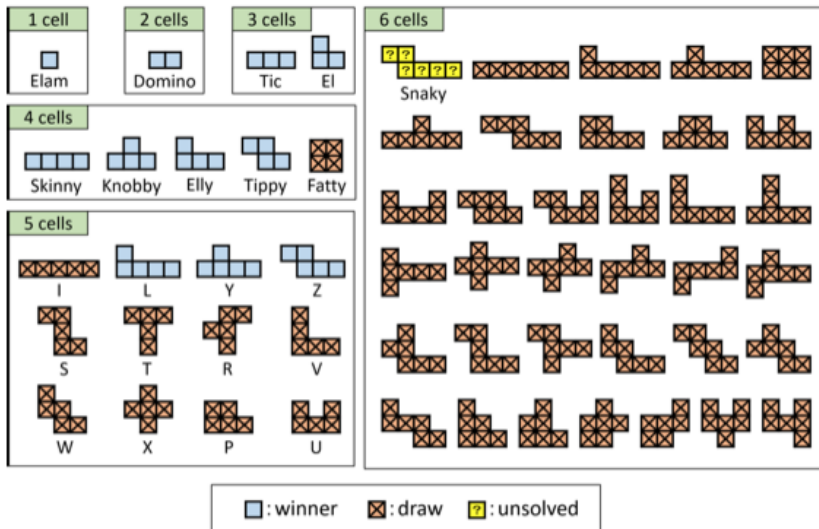 1 cell
Elam
2 cells
Domino
3 cells
Tic El
4 cells
Skinny Knobby Elly Tippy Fatty
5 cells
I L Y Z
S T R V
W X P U
6 cells
? ?
? ? ? ?
Snaky
: winner : draw ? : unsolved